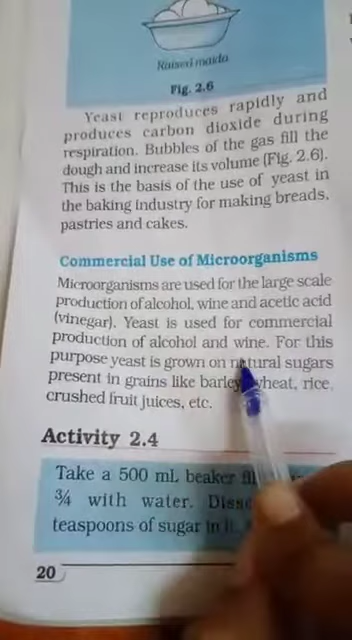 Raised maida
Fig. 2.6
Yeast reproduces rapidly and
produces carbon dioxide during
respiration. Bubbles of the gas fill the
dough and increase its volume (Fig. 2.6).
This is the basis of the use of yeast in
the baking industry for making breads,
pastries and cakes.
Commercial Use of Microorganisms
Microorganisms are used for the large scale
production of alcohol, wine and acetic acid
(vinegar). Yeast is used for commercial
production of alcohol and wine. For this
purpose yeast is grown on natural sugars
present in grains like barley, wheat, rice,
crushed fruit juices, etc.
Activity 2.4
Take a 500 mL beaker
¾ with water.
teaspoons of sugar in it.
20